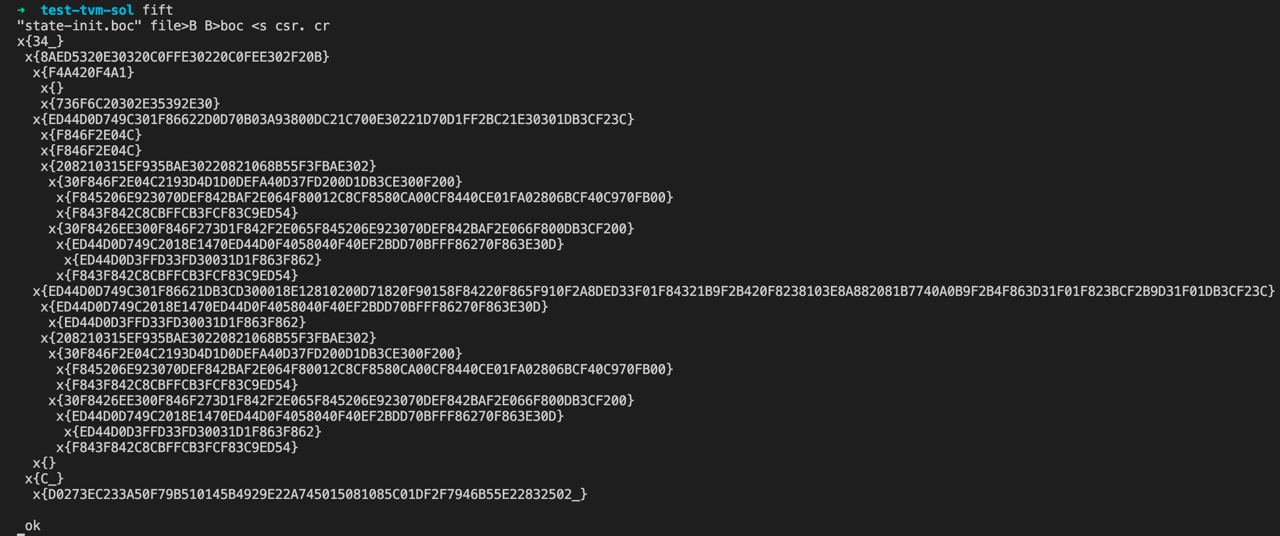 ➜  test-tvm-sol fift
"state-init.boc" file>B B>boc <s csr. cr
x{34_}
 x{8AED5320E30320C0FFE30220C0FEE302F20B}
  x{F4A420F4A1}
   x{}
   x{736F6C20302E35392E30}
  x{ED44D0D749C301F86622D0D70B03A93800DC21C700E30221D70D1FF2BC21E30301DB3CF23C}
   x{F846F2E04C}
   x{F846F2E04C}
   x{208210315EF935BAE30220821068B55F3FBAE302}
    x{30F846F2E04C2193D4D1D0DEFA40D37FD200D1DB3CE300F200}
     x{F845206E923070DEF842BAF2E064F80012C8CF8580CA00CF8440CE01FA02806BCF40C970FB00}
     x{F843F842C8CBFFCB3FCF83C9ED54}
    x{30F8426EE300F846F273D1F842F2E065F845206E923070DEF842BAF2E066F800DB3CF200}
     x{ED44D0D749C2018E1470ED44D0F4058040F40EF2BDD70BFFF86270F863E30D}
      x{ED44D0D3FFD33FD30031D1F863F862}
     x{F843F842C8CBFFCB3FCF83C9ED54}
  x{ED44D0D749C301F86621DB3CD300018E12810200D71820F90158F84220F865F910F2A8DED33F01F84321B9F2B420F8238103E8A882081B7740A0B9F2B4F863D31F01F823BCF2B9D31F01DB3CF23C}
   x{ED44D0D749C2018E1470ED44D0F4058040F40EF2BDD70BFFF86270F863E30D}
    x{ED44D0D3FFD33FD30031D1F863F862}
   x{208210315EF935BAE30220821068B55F3FBAE302}
    x{30F846F2E04C2193D4D1D0DEFA40D37FD200D1DB3CE300F200}
     x{F845206E923070DEF842BAF2E064F80012C8CF8580CA00CF8440CE01FA02806BCF40C970FB00}
     x{F843F842C8CBFFCB3FCF83C9ED54}
    x{30F8426EE300F846F273D1F842F2E065F845206E923070DEF842BAF2E066F800DB3CF200}
     x{ED44D0D749C2018E1470ED44D0F4058040F40EF2BDD70BFFF86270F863E30D}
      x{ED44D0D3FFD33FD30031D1F863F862}
     x{F843F842C8CBFFCB3FCF83C9ED54}
  x{}
 x{C_}
  x{D0273EC233A50F79B510145B4929E22A745015081085C01DF2F7946B55E22832502_}
 ok